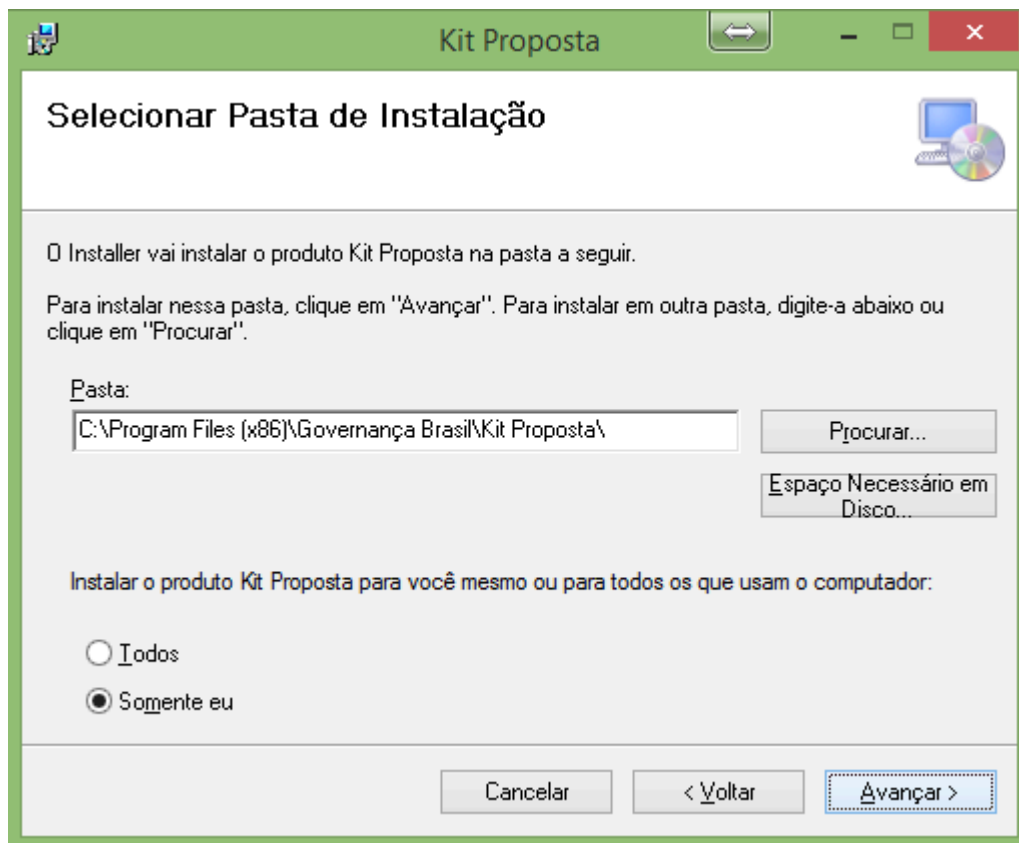 Kit Proposta
Selecionar Pasta de Instalação
O Installer vai instalar o produto Kit Proposta na pasta a seguir.
Para instalar nessa pasta, clique em "Avançar". Para instalar em outra pasta, digite-a abaixo ou
clique em "Procurar".
Pasta:
C:\Program Files (x86)\Governança Brasil\Kit Proposta\
Procurar...
Espaço Necessário em
Disco...
Instalar o produto Kit Proposta para você mesmo ou para todos os que usam o computador:
Todos
Somente eu
Cancelar
< Voltar
Avançar >